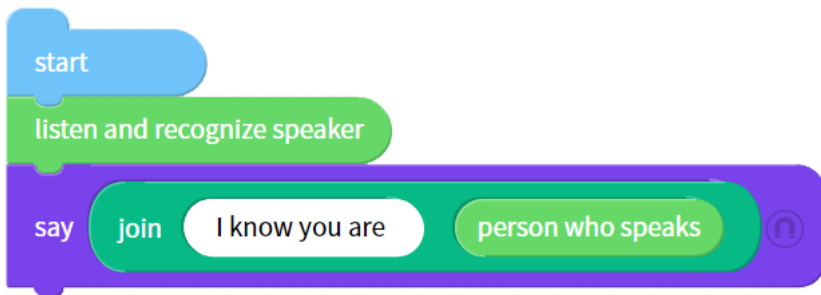 start
listen and recognize speaker
say join I know you are person who speaks